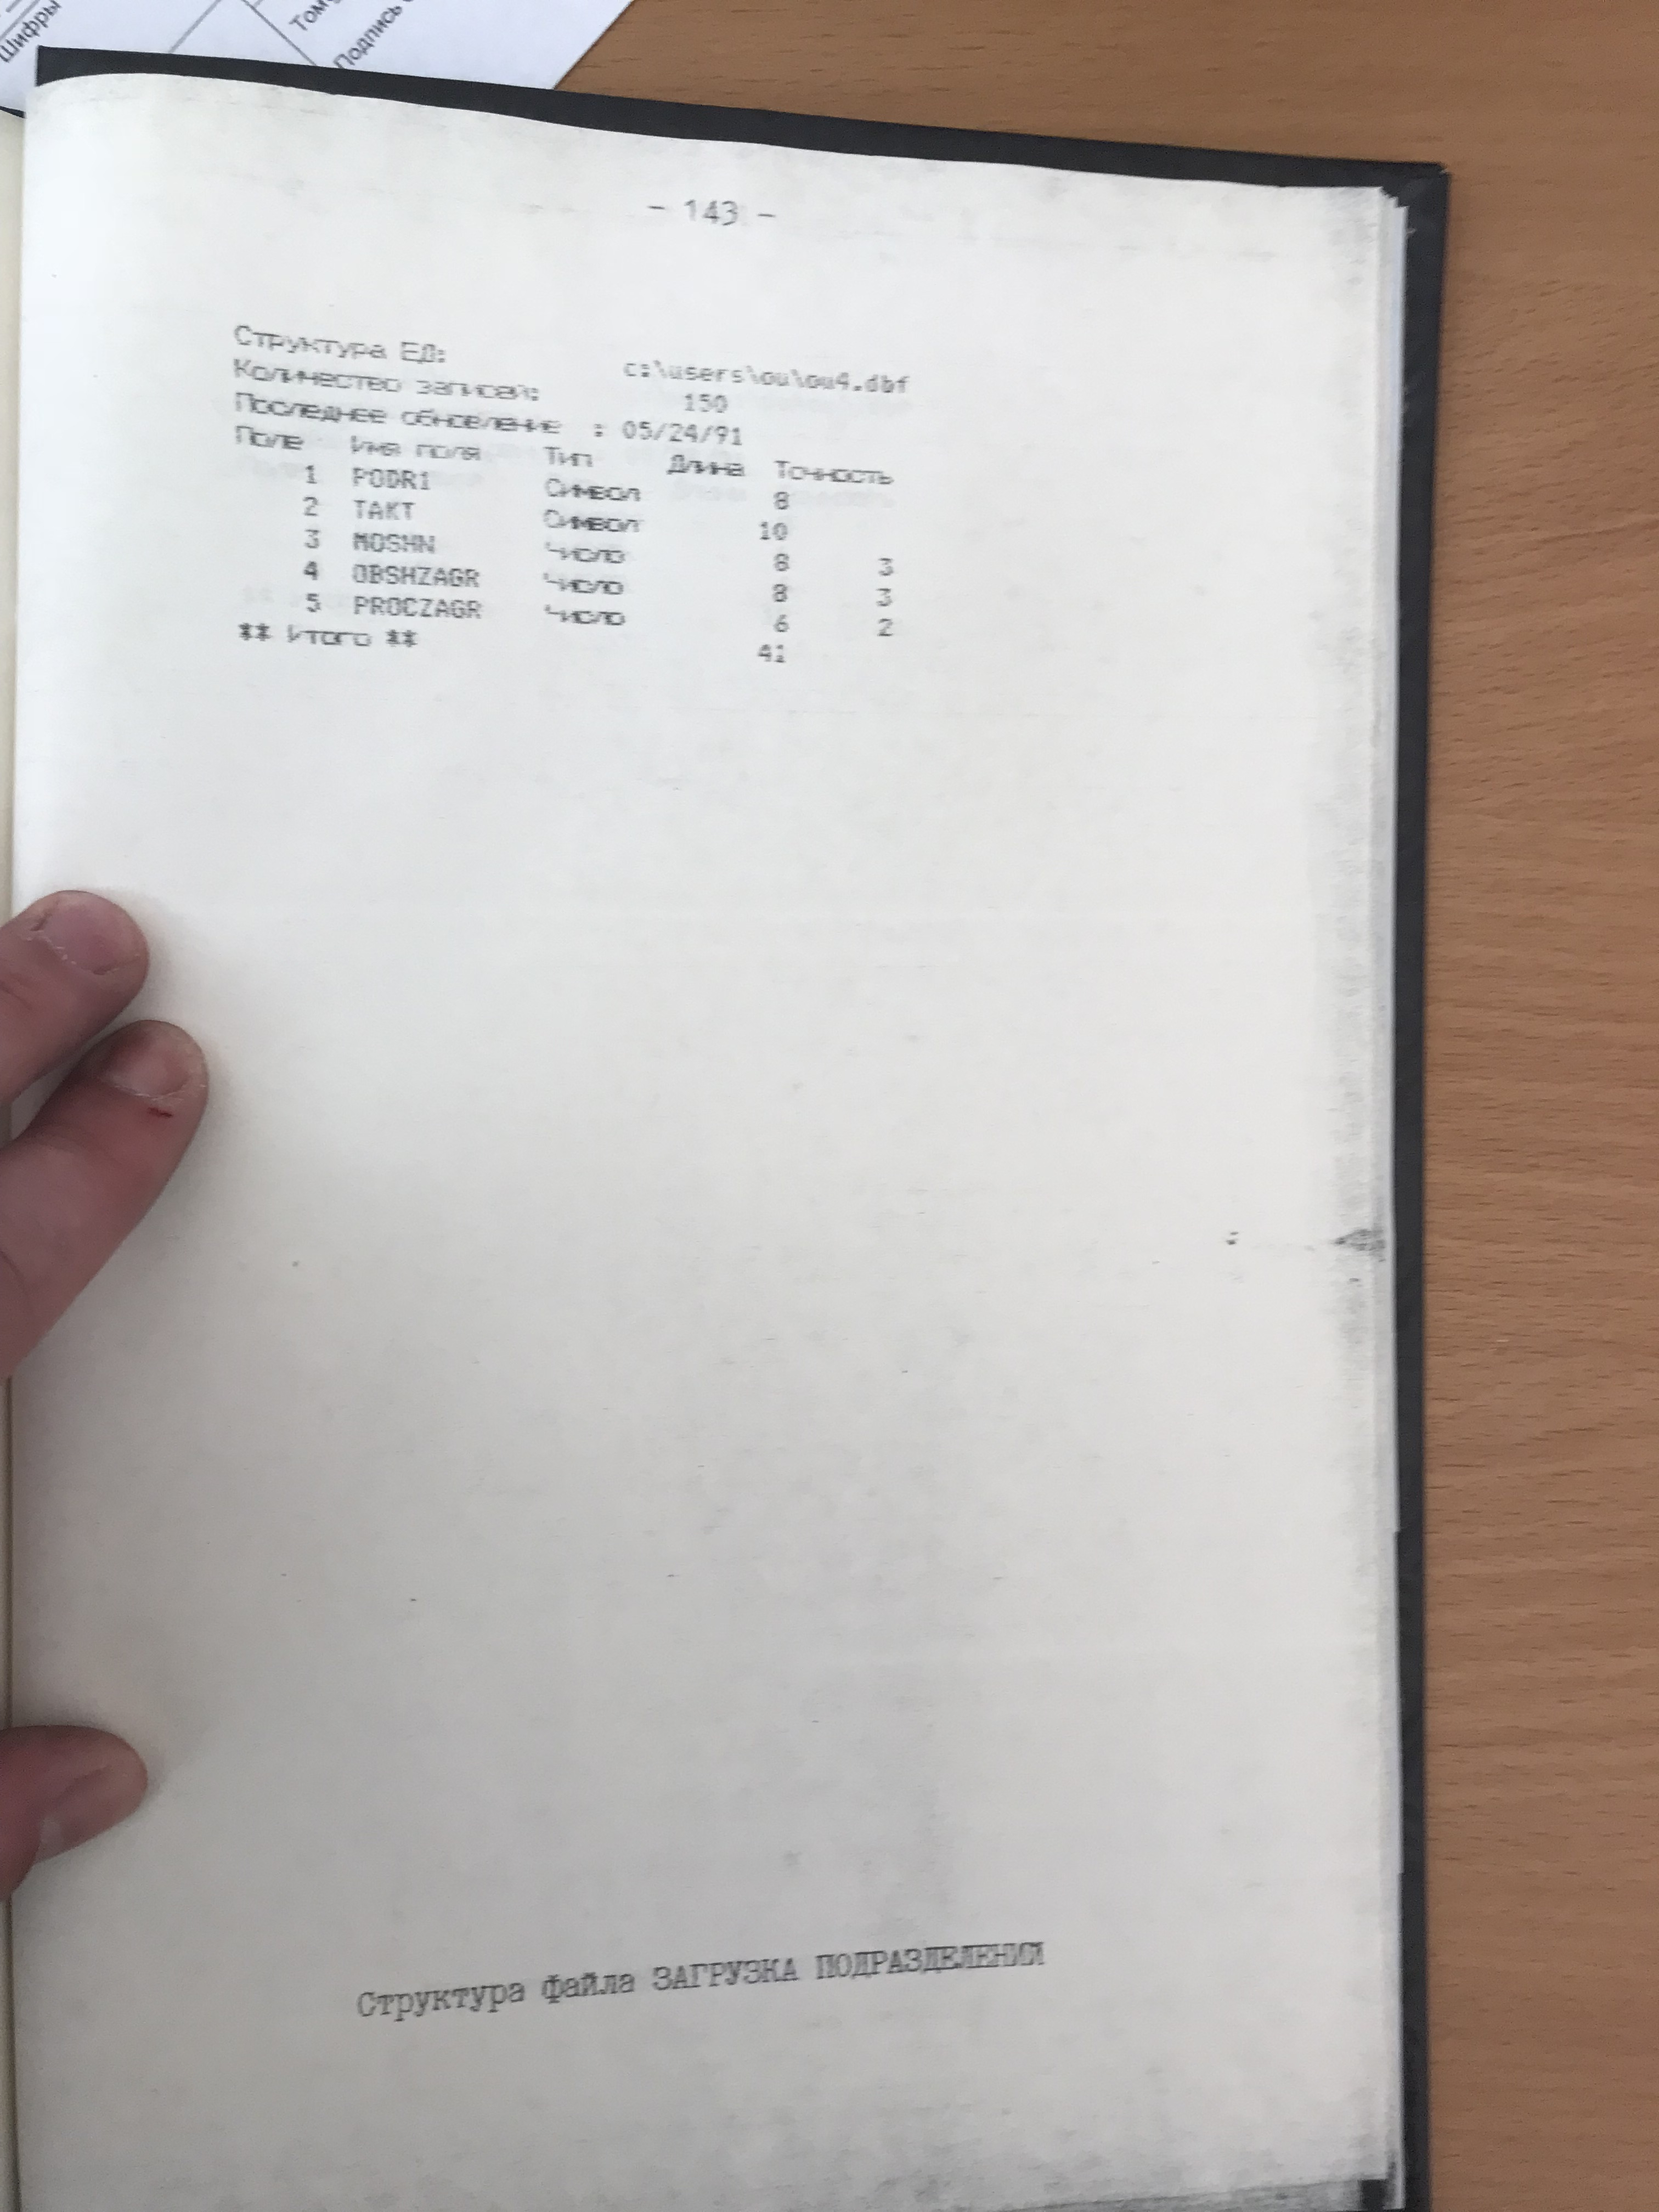 Шифры
Том
Подпись
- 143 -
Структура БД: c:\users\ou\ou4.dbf
Количество записей: 150
Последнее обновление : 05/24/91
Поле Имя поля Тип Длина Точность
1 PODR1 Символ 8
2 TAKT Символ 10
3 MOSHN Число 8 3
4 OBSHZAGR Число 8 3
5 PROCZAGR Число 6 2
** Итого ** 41
Структура файла ЗАГРУЗКА ПОДРАЗДЕЛЕНИЯ